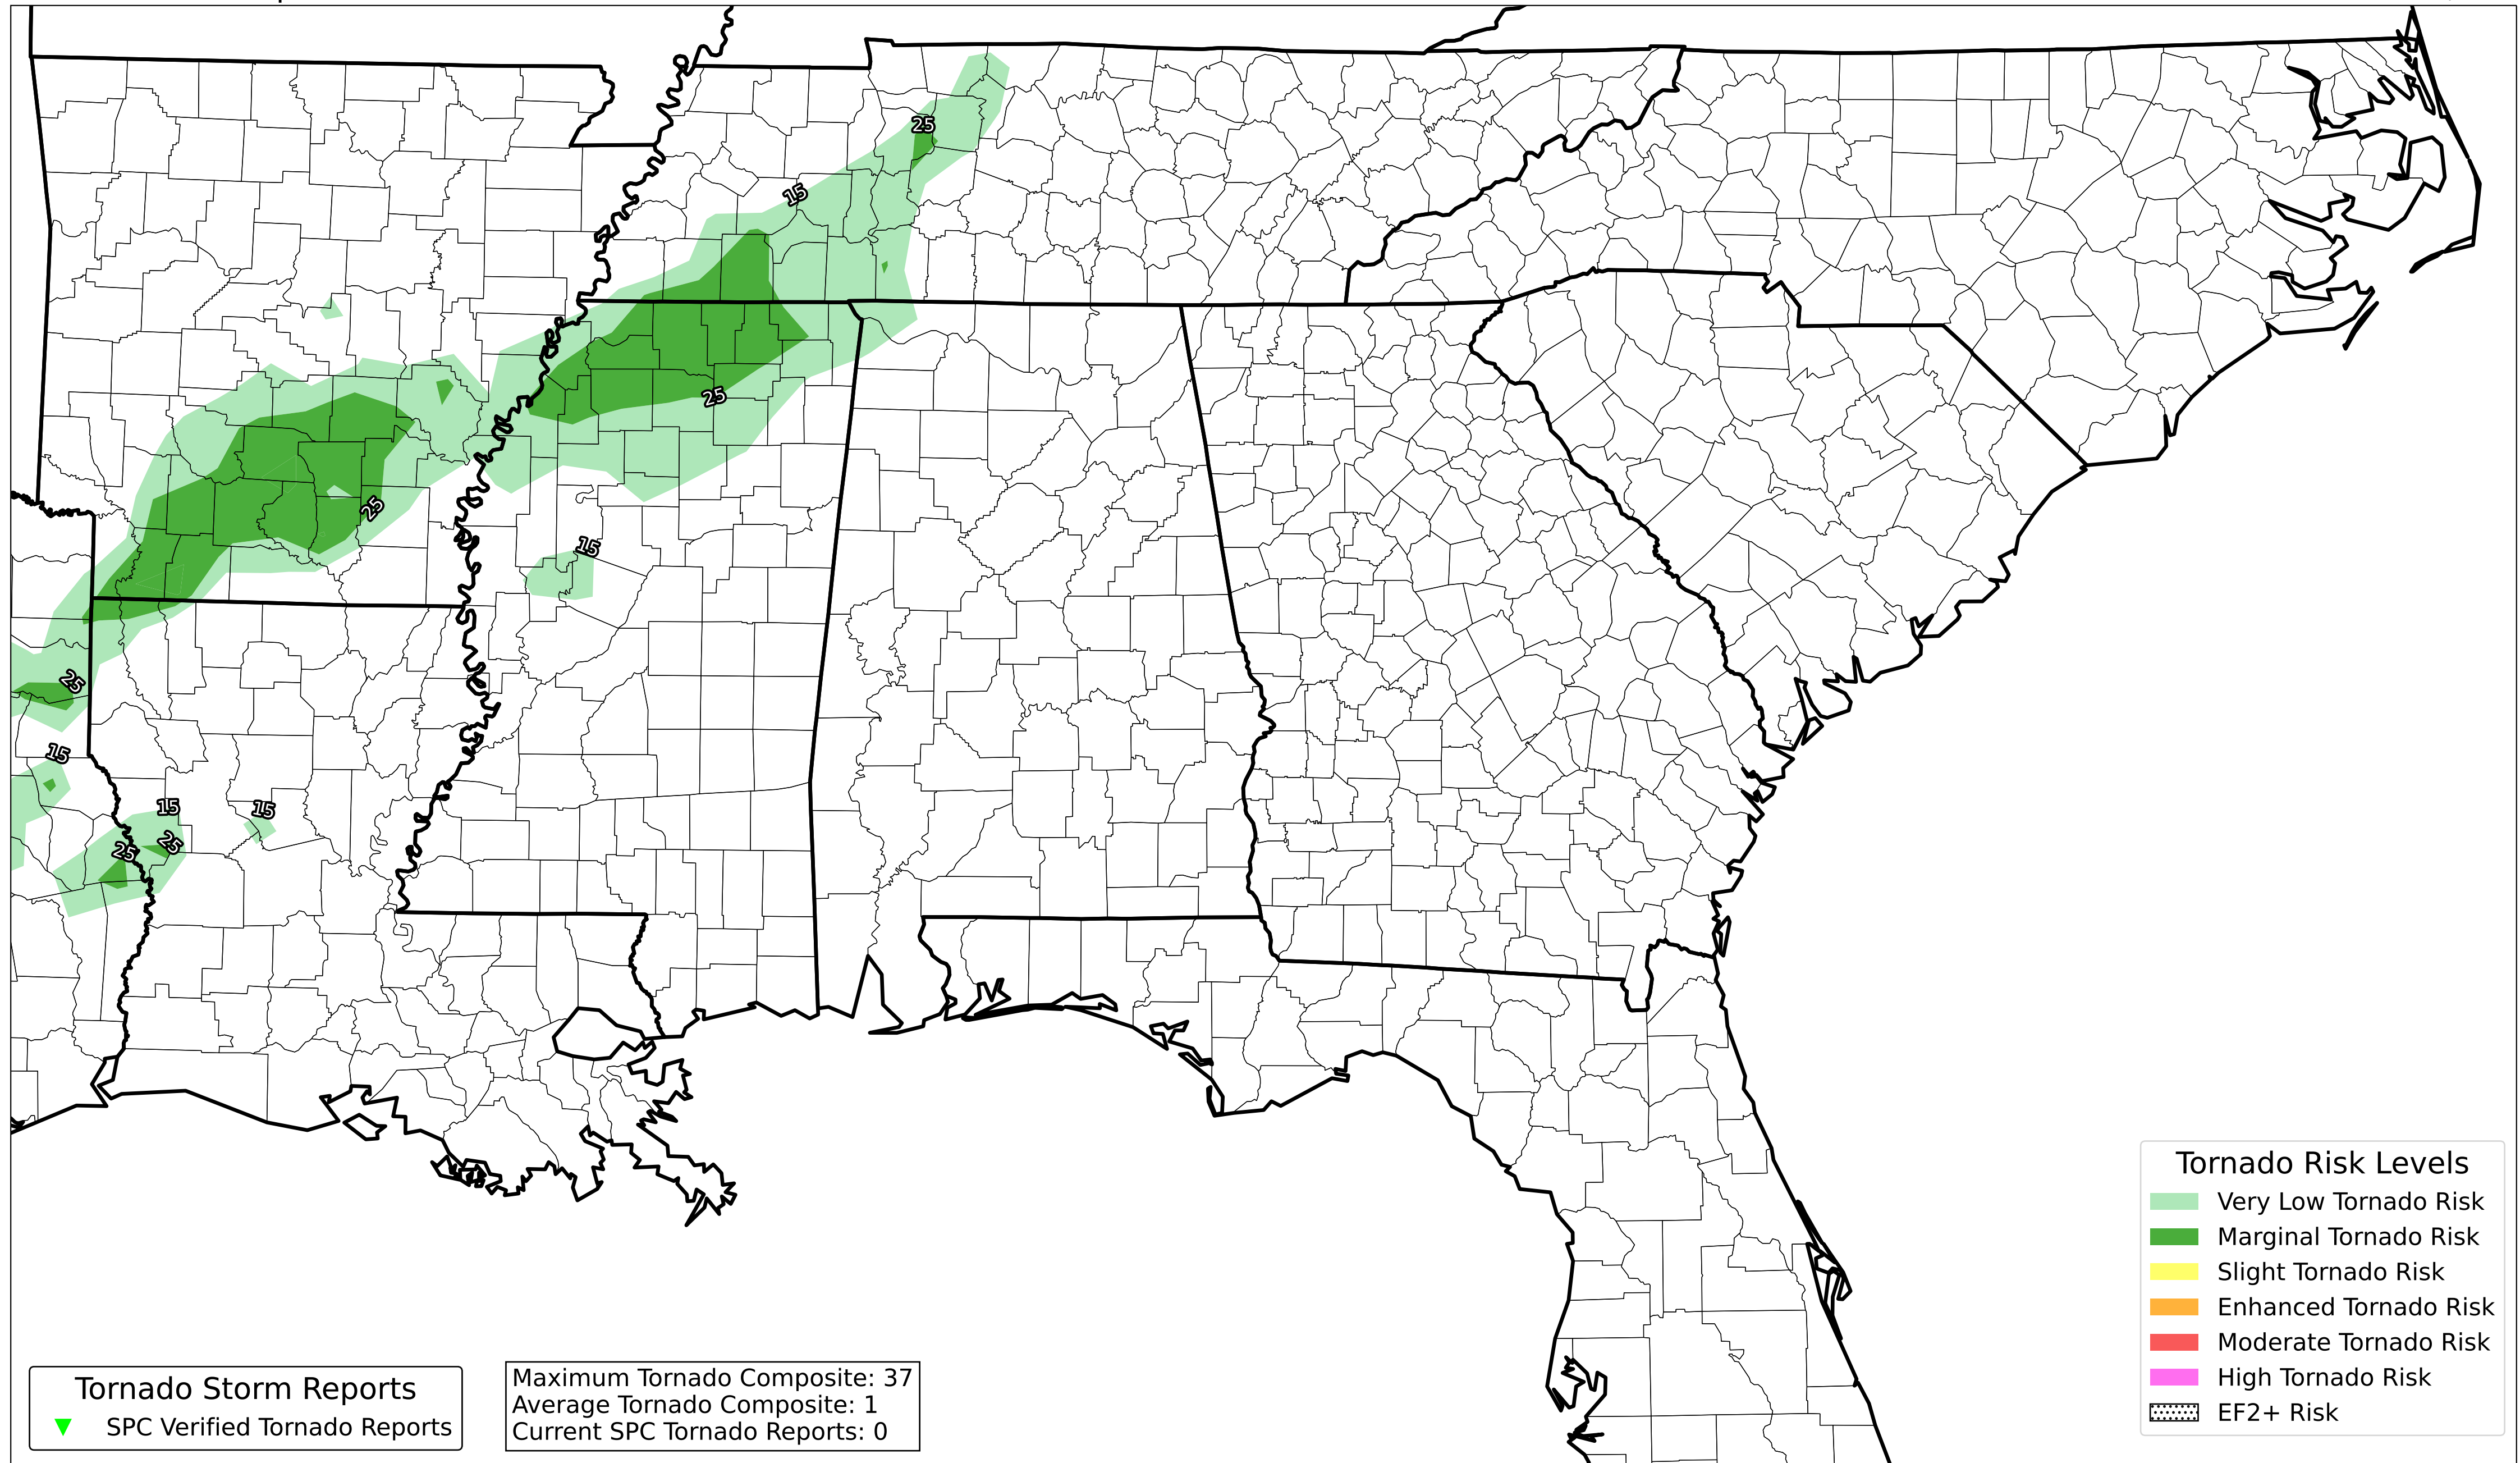 25
15
25
25
15
25
15
15
15
25
25
Tornado Risk Levels
Very Low Tornado Risk
Marginal Tornado Risk
Slight Tornado Risk
Enhanced Tornado Risk
Moderate Tornado Risk
High Tornado Risk
EF2+ Risk
Tornado Storm Reports
SPC Verified Tornado Reports
Maximum Tornado Composite: 37
Average Tornado Composite: 1
Current SPC Tornado Reports: 0